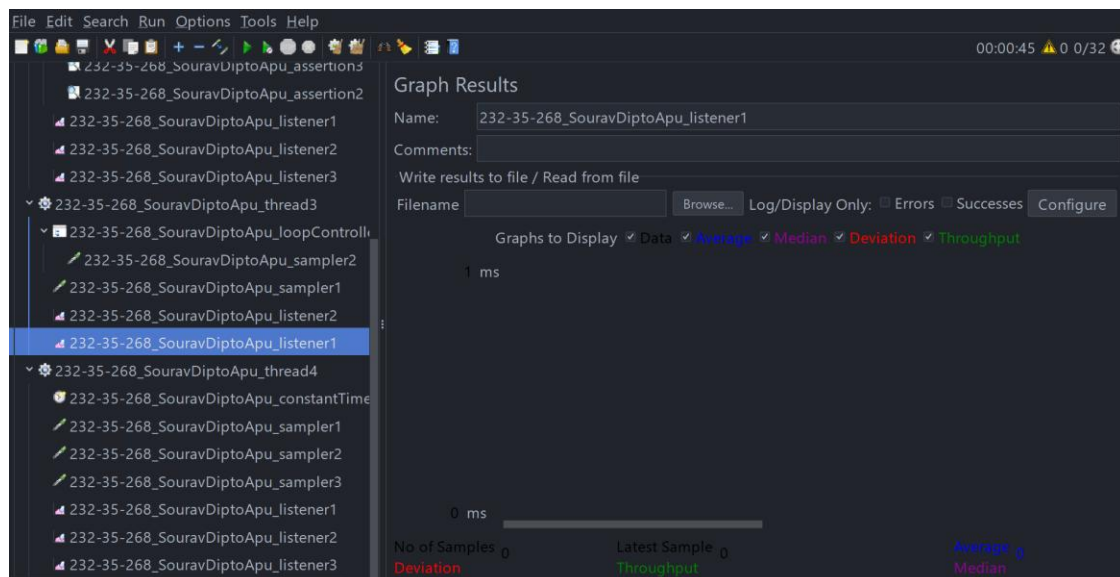 File Edit Search Run Options Tools Help
00:00:45 0 0/32
232-35-268_SouravDiptoApu_assertion3
232-35-268_SouravDiptoApu_assertion2
232-35-268_SouravDiptoApu_listener1
232-35-268_SouravDiptoApu_listener2
232-35-268_SouravDiptoApu_listener3
232-35-268_SouravDiptoApu_thread3
232-35-268_SouravDiptoApu_loopControll
232-35-268_SouravDiptoApu_sampler2
232-35-268_SouravDiptoApu_sampler1
232-35-268_SouravDiptoApu_listener2
232-35-268_SouravDiptoApu_listener1
232-35-268_SouravDiptoApu_thread4
232-35-268_SouravDiptoApu_constantTime
232-35-268_SouravDiptoApu_sampler1
232-35-268_SouravDiptoApu_sampler2
232-35-268_SouravDiptoApu_sampler3
232-35-268_SouravDiptoApu_listener1
232-35-268_SouravDiptoApu_listener2
232-35-268_SouravDiptoApu_listener3
Graph Results
Name: 232-35-268_SouravDiptoApu_listener1
Comments:
Write results to file / Read from file
Filename Browse... Log/Display Only: Errors Successes Configure
Graphs to Display Data Average Median Deviation Throughput
1 ms
0 ms
No of Samples 0 Latest Sample 0 Average 0
Deviation Throughput Median